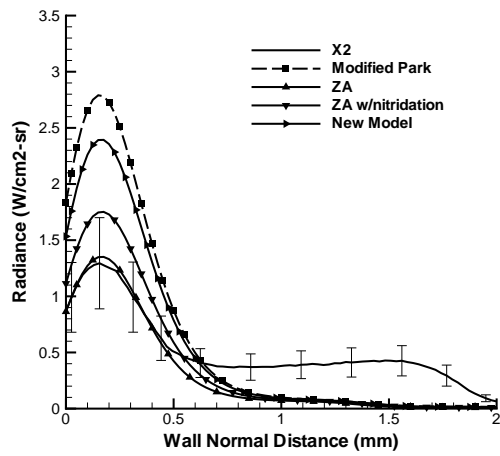 3.5
3
2.5
2
1.5
1
0.5
0
Radiance (W/cm2-sr)
X2
Modified Park
ZA
ZA w/nitridation
New Model
0 0.5 1 1.5 2
Wall Normal Distance (mm)